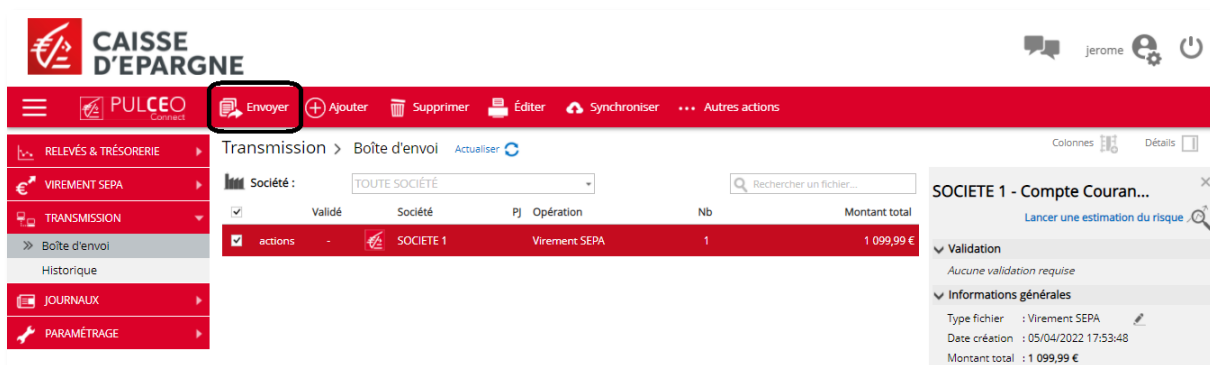 CAISSE
D'EPARGNE
jerome
PULCEO
Connect
Envoyer
Ajouter
Supprimer
Éditer
Synchroniser
••• Autres actions
RELEVÉS & TRÉSORERIE
VIREMENT SEPA
TRANSMISSION
Boîte d'envoi
Historique
JOURNAUX
PARAMÉTRAGE
Transmission > Boîte d'envoi Actualiser
Colonnes
Détails
Société :
TOUTE SOCIÉTÉ
Rechercher un fichier...
Validé Société PJ Opération Nb Montant total
actions - SOCIETE 1 Virement SEPA 1 1 099,99 €
SOCIETE 1 - Compte Couran...
Lancer une estimation du risque
Validation
Aucune validation requise
Informations générales
Type fichier : Virement SEPA
Date création : 05/04/2022 17:53:48
Montant total : 1 099,99 €